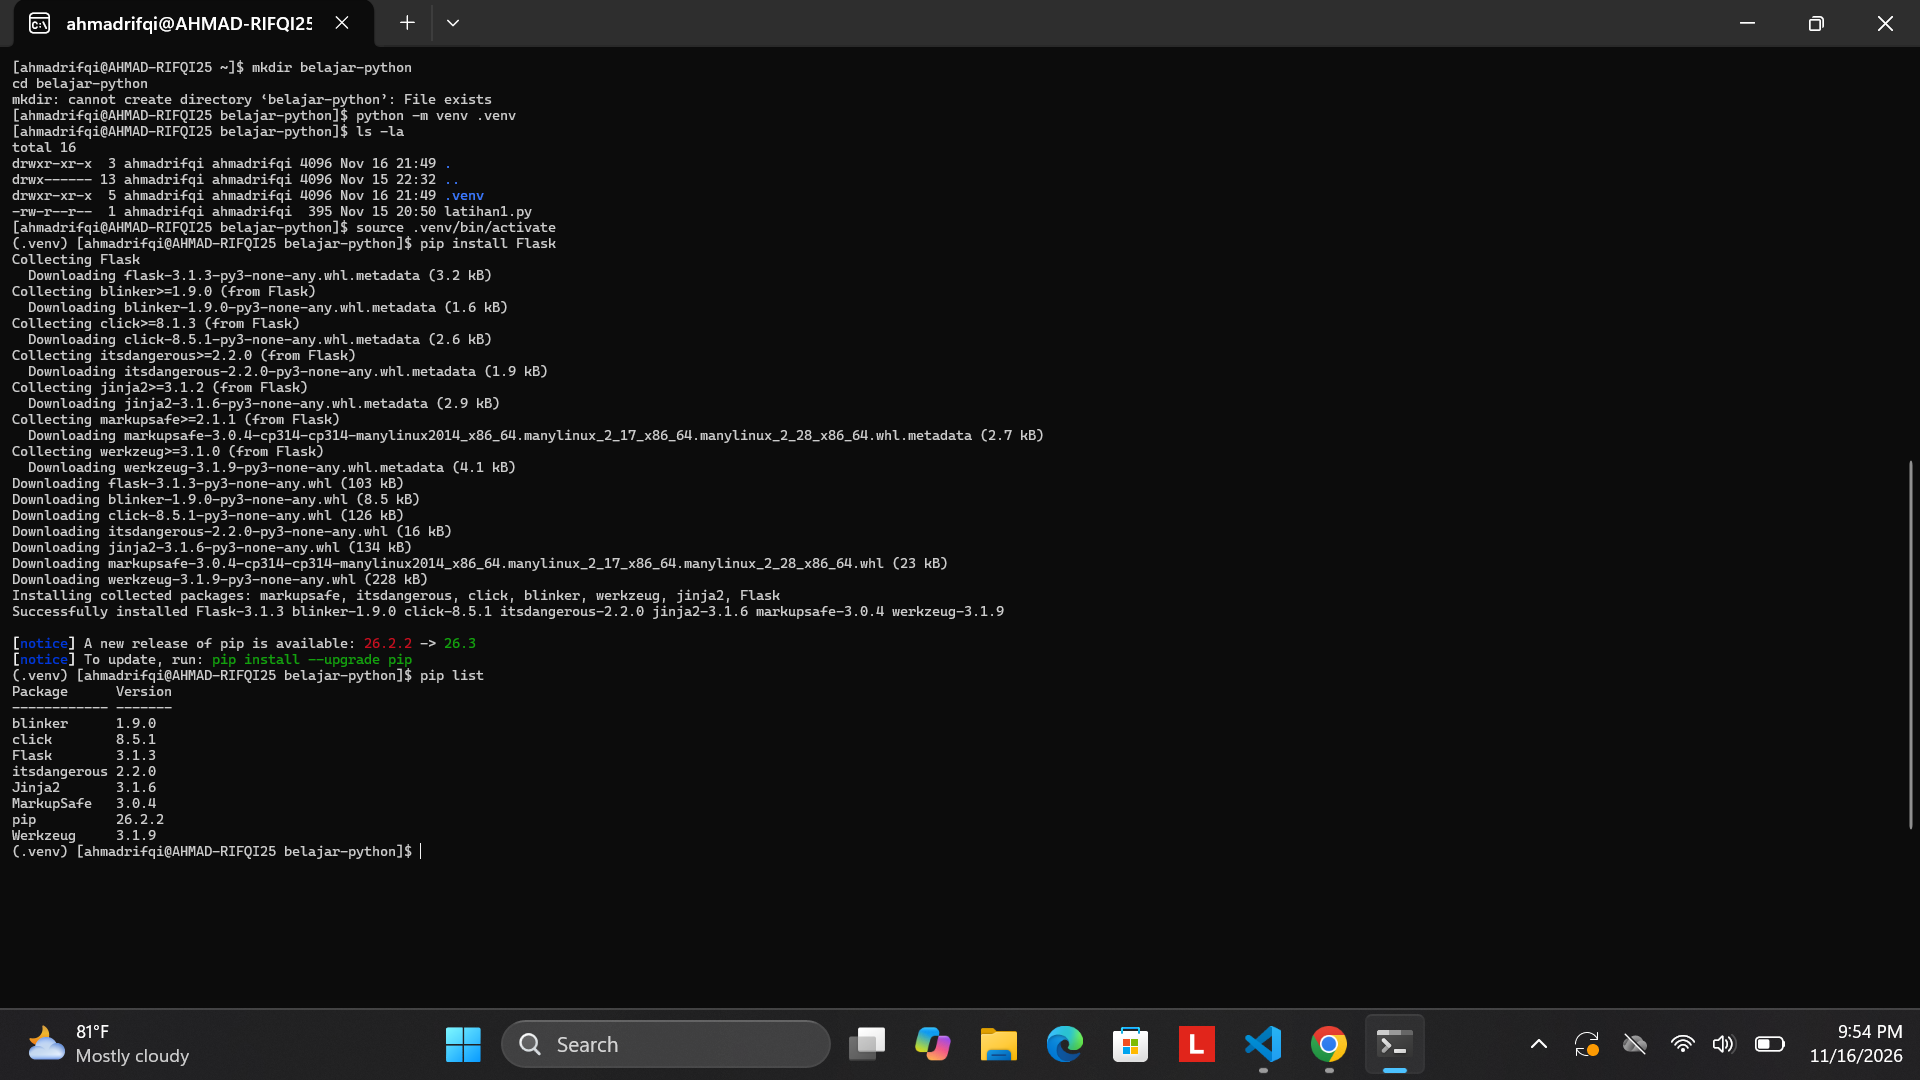 ahmadrifqi@AHMAD-RIFQI25
[ahmadrifqi@AHMAD-RIFQI25 ~]$ mkdir belajar-python
cd belajar-python
mkdir: cannot create directory ‘belajar-python’: File exists
[ahmadrifqi@AHMAD-RIFQI25 belajar-python]$ python -m venv .venv
[ahmadrifqi@AHMAD-RIFQI25 belajar-python]$ ls -la
total 16
drwxr-xr-x  3 ahmadrifqi ahmadrifqi 4096 Nov 16 21:49 .
drwx------ 13 ahmadrifqi ahmadrifqi 4096 Nov 15 22:32 ..
drwxr-xr-x  5 ahmadrifqi ahmadrifqi 4096 Nov 16 21:49 .venv
-rw-r--r--  1 ahmadrifqi ahmadrifqi  395 Nov 15 20:50 latihan1.py
[ahmadrifqi@AHMAD-RIFQI25 belajar-python]$ source .venv/bin/activate
(.venv) [ahmadrifqi@AHMAD-RIFQI25 belajar-python]$ pip install Flask
Collecting Flask
  Downloading flask-3.1.3-py3-none-any.whl.metadata (3.2 kB)
Collecting blinker>=1.9.0 (from Flask)
  Downloading blinker-1.9.0-py3-none-any.whl.metadata (1.6 kB)
Collecting click>=8.1.3 (from Flask)
  Downloading click-8.5.1-py3-none-any.whl.metadata (2.6 kB)
Collecting itsdangerous>=2.2.0 (from Flask)
  Downloading itsdangerous-2.2.0-py3-none-any.whl.metadata (1.9 kB)
Collecting jinja2>=3.1.2 (from Flask)
  Downloading jinja2-3.1.6-py3-none-any.whl.metadata (2.9 kB)
Collecting markupsafe>=2.1.1 (from Flask)
  Downloading markupsafe-3.0.4-cp314-cp314-manylinux2014_x86_64.manylinux_2_17_x86_64.manylinux_2_28_x86_64.whl.metadata (2.7 kB)
Collecting werkzeug>=3.1.0 (from Flask)
  Downloading werkzeug-3.1.9-py3-none-any.whl.metadata (4.1 kB)
Downloading flask-3.1.3-py3-none-any.whl (103 kB)
Downloading blinker-1.9.0-py3-none-any.whl (8.5 kB)
Downloading click-8.5.1-py3-none-any.whl (126 kB)
Downloading itsdangerous-2.2.0-py3-none-any.whl (16 kB)
Downloading jinja2-3.1.6-py3-none-any.whl (134 kB)
Downloading markupsafe-3.0.4-cp314-cp314-manylinux2014_x86_64.manylinux_2_17_x86_64.manylinux_2_28_x86_64.whl (23 kB)
Downloading werkzeug-3.1.9-py3-none-any.whl (228 kB)
Installing collected packages: markupsafe, itsdangerous, click, blinker, werkzeug, jinja2, Flask
Successfully installed Flask-3.1.3 blinker-1.9.0 click-8.5.1 itsdangerous-2.2.0 jinja2-3.1.6 markupsafe-3.0.4 werkzeug-3.1.9
[notice] A new release of pip is available: 26.2.2 -> 26.3
[notice] To update, run: pip install --upgrade pip
(.venv) [ahmadrifqi@AHMAD-RIFQI25 belajar-python]$ pip list
Package      Version
------------ -------
blinker      1.9.0
click        8.5.1
Flask        3.1.3
itsdangerous 2.2.0
Jinja2       3.1.6
MarkupSafe   3.0.4
pip          26.2.2
Werkzeug     3.1.9
(.venv) [ahmadrifqi@AHMAD-RIFQI25 belajar-python]$
81°F
Mostly cloudy
Search
L
9:54 PM
11/16/2026